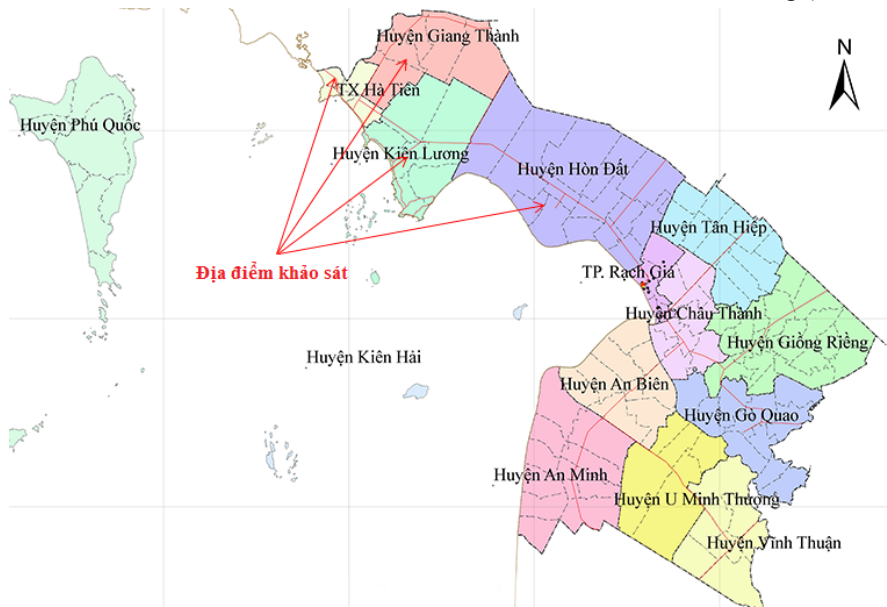 Huyện Giang Thành
N
TX Hà Tiên
Huyện Phú Quốc
Huyện Kiên Lương
Huyện Hòn Đất
Huyện Tân Hiệp
Địa điểm khảo sát
TP. Rạch Giá
Huyện Châu Thành
Huyện Giồng Riềng
Huyện Kiên Hải
Huyện An Biên
Huyện Gò Quao
Huyện An Minh
Huyện U Minh Thượng
Huyện Vĩnh Thuận